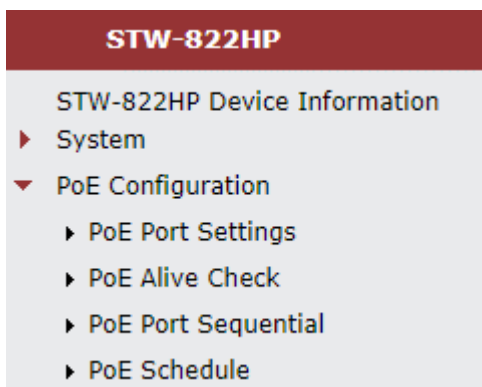 STW-822HP
STW-822HP Device Information
System
PoE Configuration
PoE Port Settings
PoE Alive Check
PoE Port Sequential
PoE Schedule